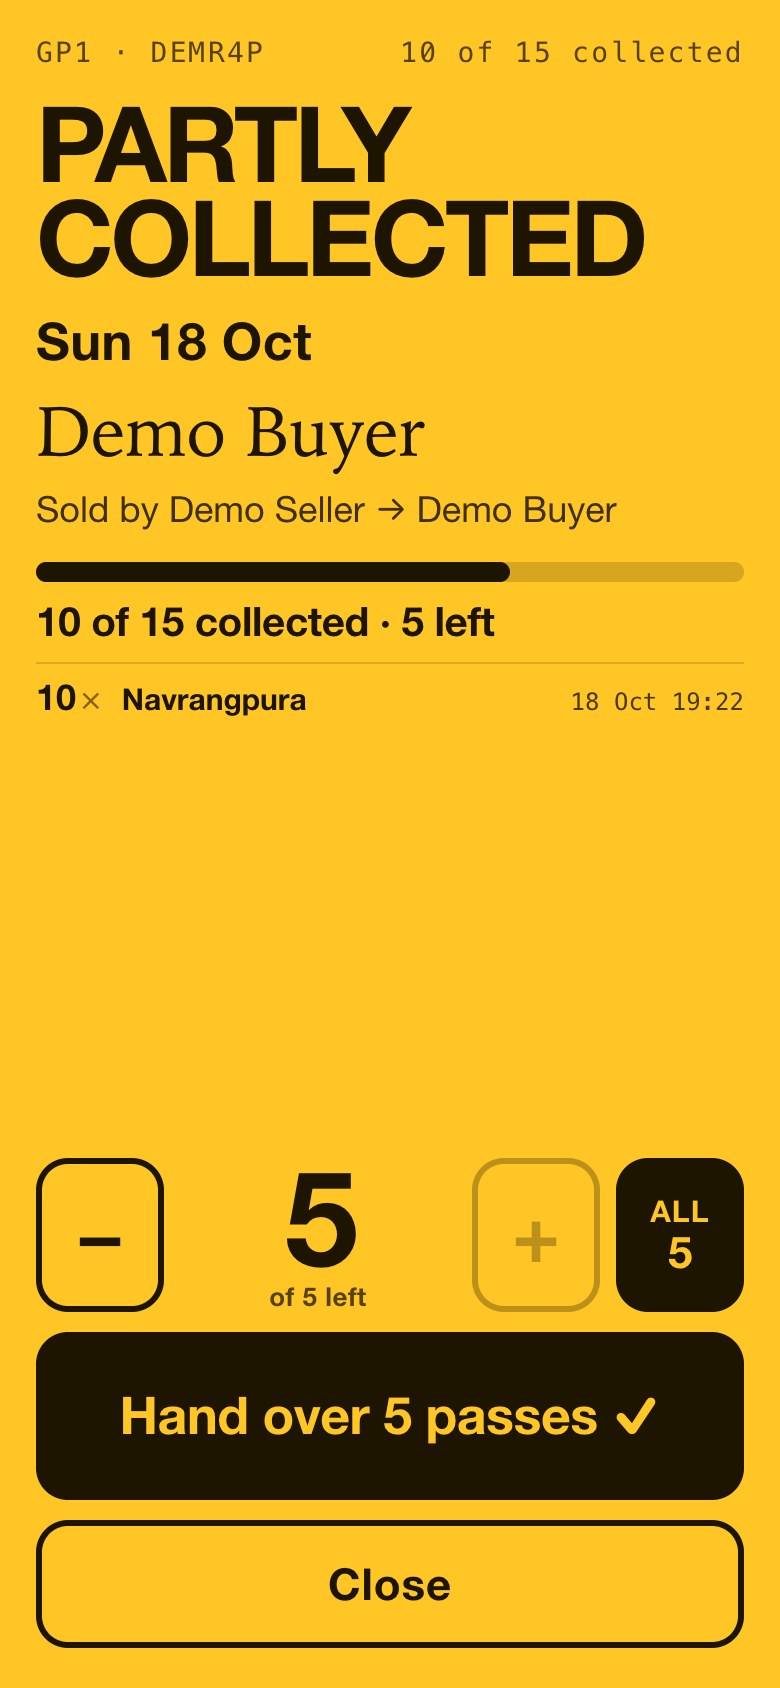 GP1 · DEMR4P 10 of 15 collected
PARTLY
COLLECTED
Sun 18 Oct
Demo Buyer
Sold by Demo Seller → Demo Buyer
10 of 15 collected · 5 left
10× Navrangpura 18 Oct 19:22
− 5 + ALL
5
of 5 left
Hand over 5 passes ✓
Close